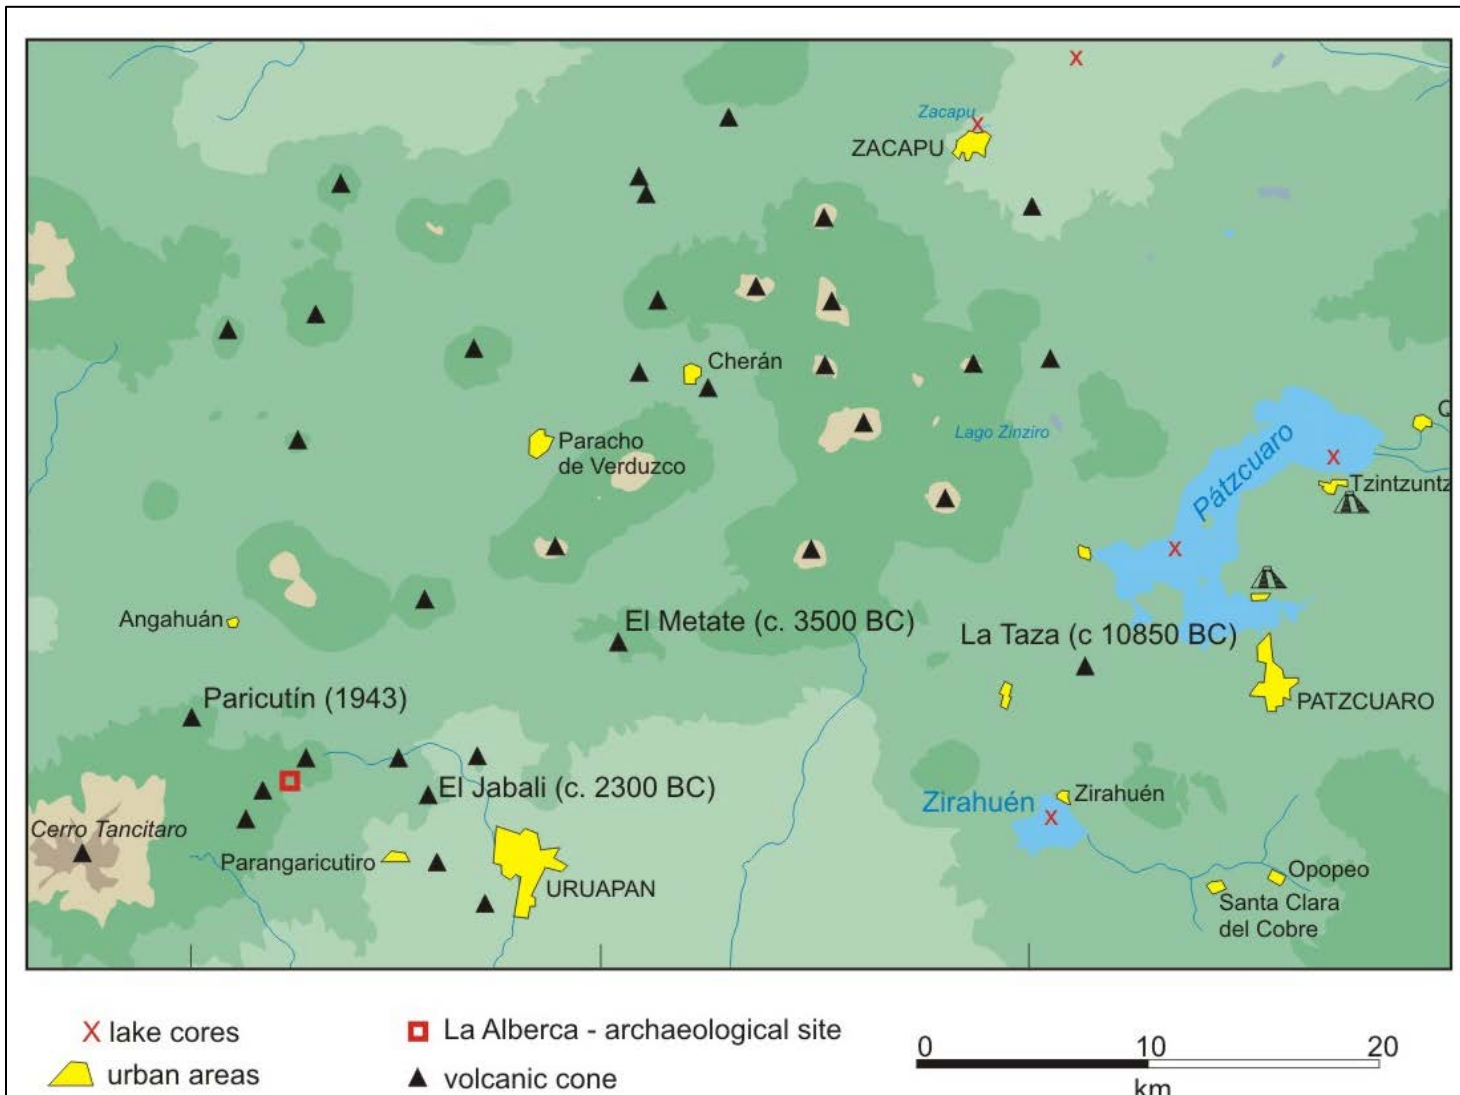 Zacapu
ZACAPU
Cherán
Paracho
de Verduzco
Lago Zinziro
Pátzcuaro
Tzintzuntz
Angahuán
El Metate (c. 3500 BC)
La Taza (c 10850 BC)
Paricutín (1943)
PATZCUARO
El Jabali (c. 2300 BC)
Zirahuén
Zirahuén
Cerro Tancitaro
Parangaricutiro
URUAPAN
Opopeo
Santa Clara
del Cobre
X lake cores
La Alberca - archaeological site
urban areas
volcanic cone
0 10 20
km